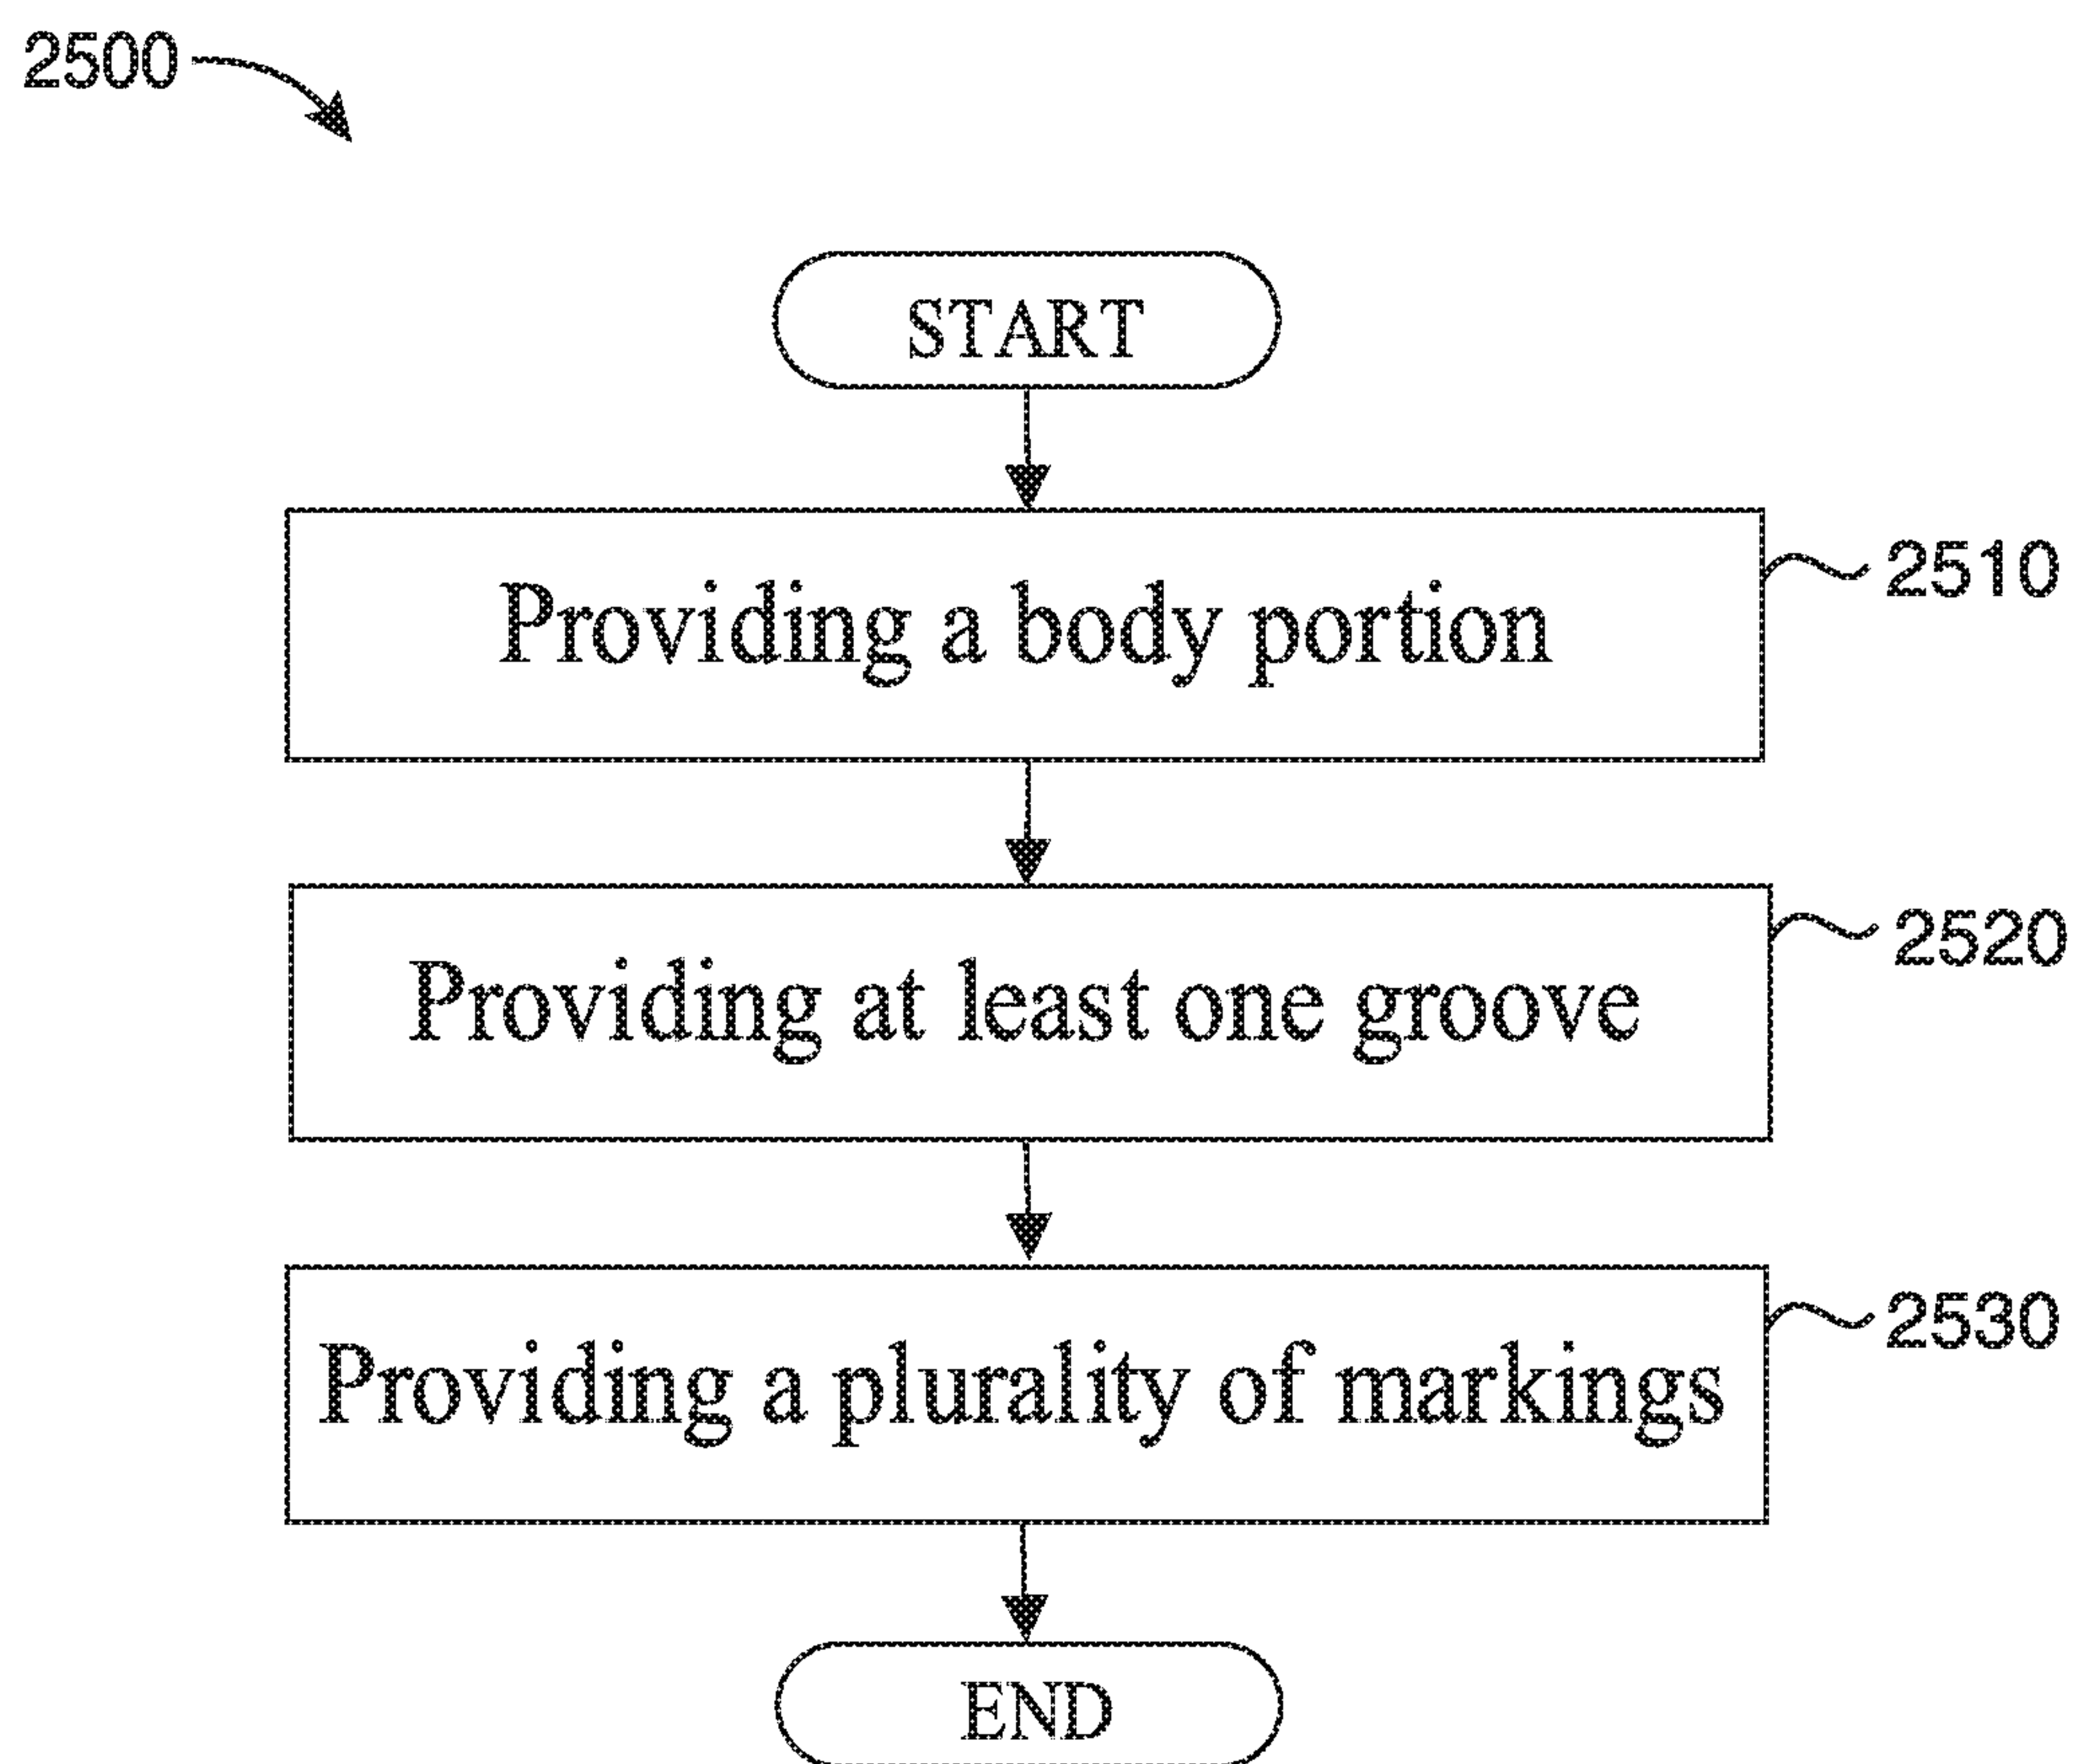 2500
START
Providing a body portion
2510
Providing at least one groove
2520
Providing a plurality of markings
2530
END